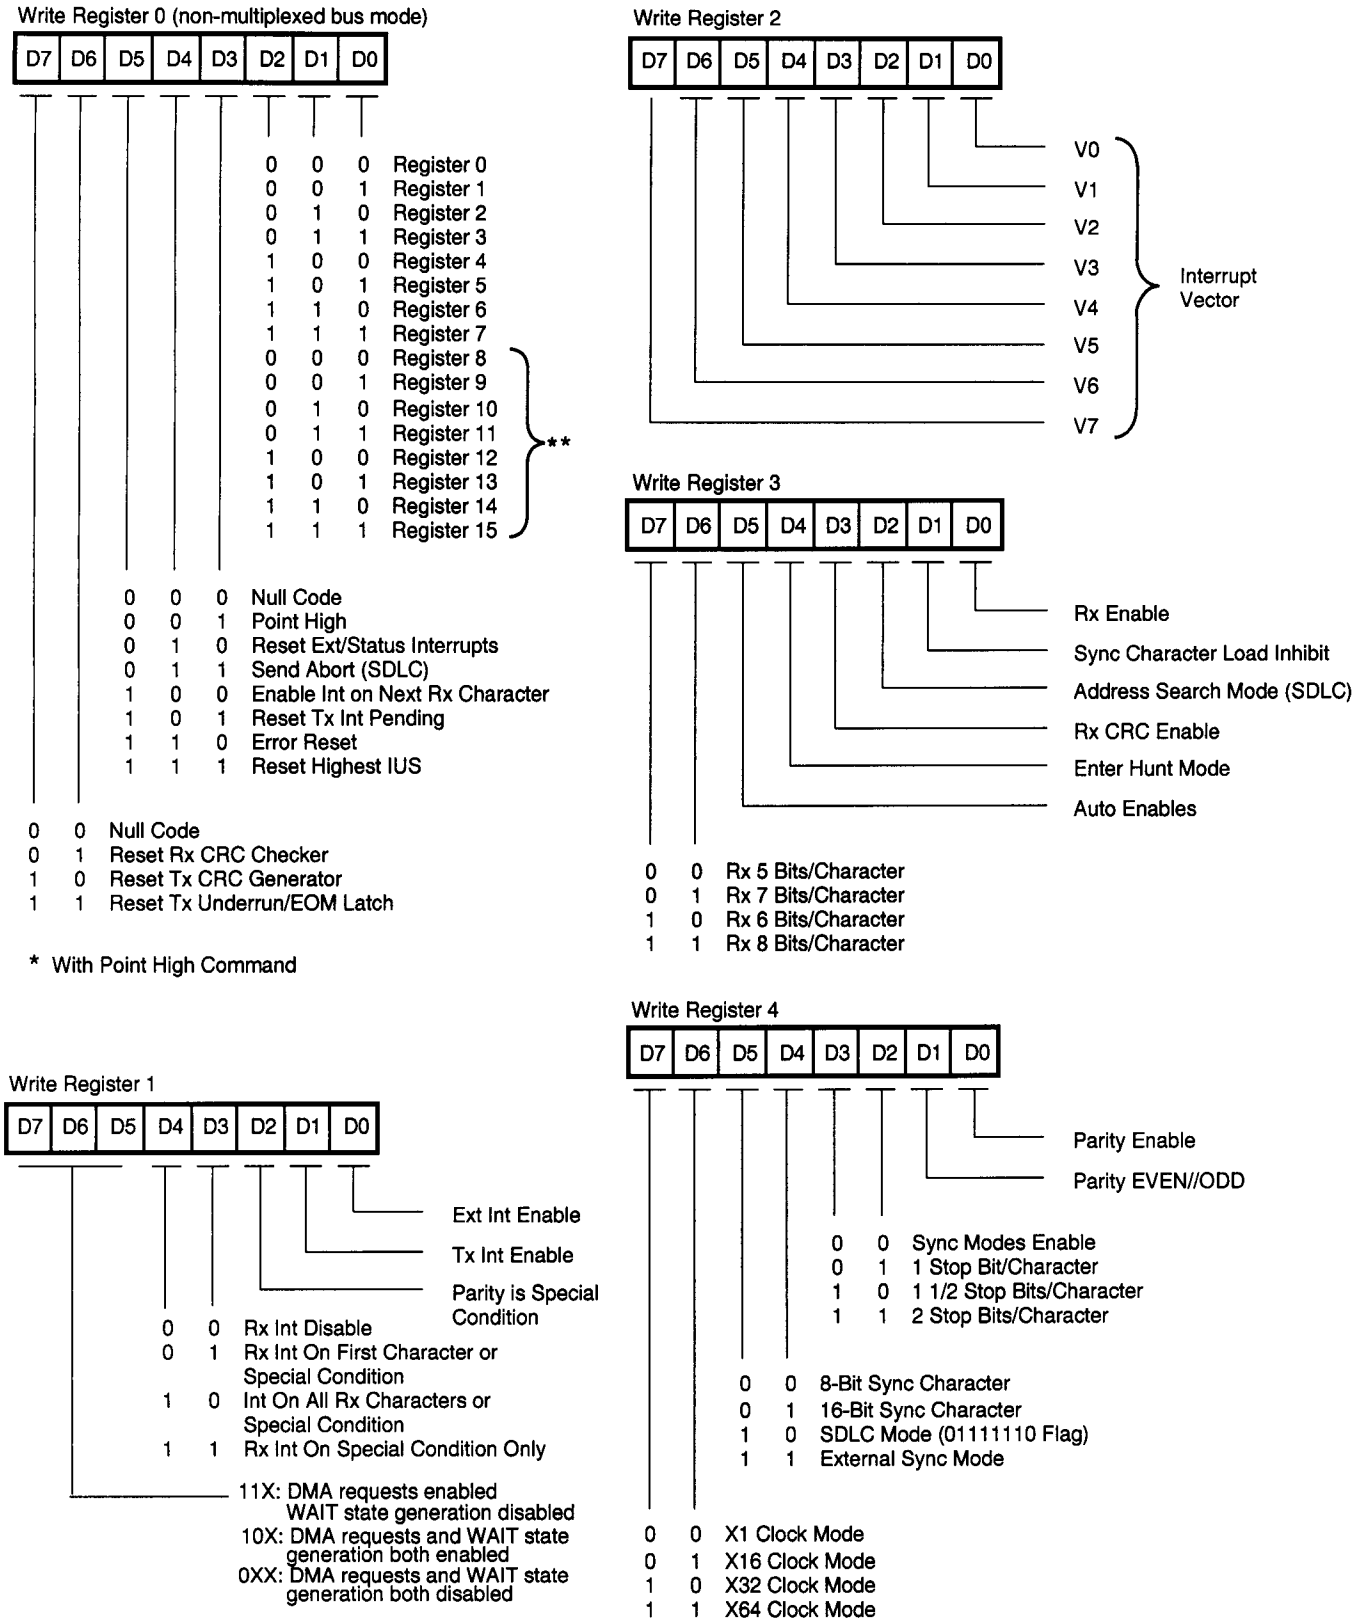 Write Register 0 (non-multiplexed bus mode)
D7 D6 D5 D4 D3 D2 D1 D0
0 0 0 Register 0
0 0 1 Register 1
0 1 0 Register 2
0 1 1 Register 3
1 0 0 Register 4
1 0 1 Register 5
1 1 0 Register 6
1 1 1 Register 7
0 0 0 Register 8
0 0 1 Register 9
0 1 0 Register 10
0 1 1 Register 11
**
1 0 0 Register 12
1 0 1 Register 13
1 1 0 Register 14
1 1 1 Register 15
0 0 0 Null Code
0 0 1 Point High
0 1 0 Reset Ext/Status Interrupts
0 1 1 Send Abort (SDLC)
1 0 0 Enable Int on Next Rx Character
1 0 1 Reset Tx Int Pending
1 1 0 Error Reset
1 1 1 Reset Highest IUS
0 0 Null Code
0 1 Reset Rx CRC Checker
1 0 Reset Tx CRC Generator
1 1 Reset Tx Underrun/EOM Latch
* With Point High Command
Write Register 1
D7 D6 D5 D4 D3 D2 D1 D0
Ext Int Enable
Tx Int Enable
Parity is Special
Condition
0 0 Rx Int Disable
0 1 Rx Int On First Character or
Special Condition
1 0 Int On All Rx Characters or
Special Condition
1 1 Rx Int On Special Condition Only
11X: DMA requests enabled
WAIT state generation disabled
10X: DMA requests and WAIT state
generation both enabled
0XX: DMA requests and WAIT state
generation both disabled
Write Register 2
D7 D6 D5 D4 D3 D2 D1 D0
V0
V1
V2
V3
Interrupt
Vector
V4
V5
V6
V7
Write Register 3
D7 D6 D5 D4 D3 D2 D1 D0
Rx Enable
Sync Character Load Inhibit
Address Search Mode (SDLC)
Rx CRC Enable
Enter Hunt Mode
Auto Enables
0 0 Rx 5 Bits/Character
0 1 Rx 7 Bits/Character
1 0 Rx 6 Bits/Character
1 1 Rx 8 Bits/Character
Write Register 4
D7 D6 D5 D4 D3 D2 D1 D0
Parity Enable
Parity EVEN//ODD
0 0 Sync Modes Enable
0 1 1 Stop Bit/Character
1 0 1 1/2 Stop Bits/Character
1 1 2 Stop Bits/Character
0 0 8-Bit Sync Character
0 1 16-Bit Sync Character
1 0 SDLC Mode (01111110 Flag)
1 1 External Sync Mode
0 0 X1 Clock Mode
0 1 X16 Clock Mode
1 0 X32 Clock Mode
1 1 X64 Clock Mode